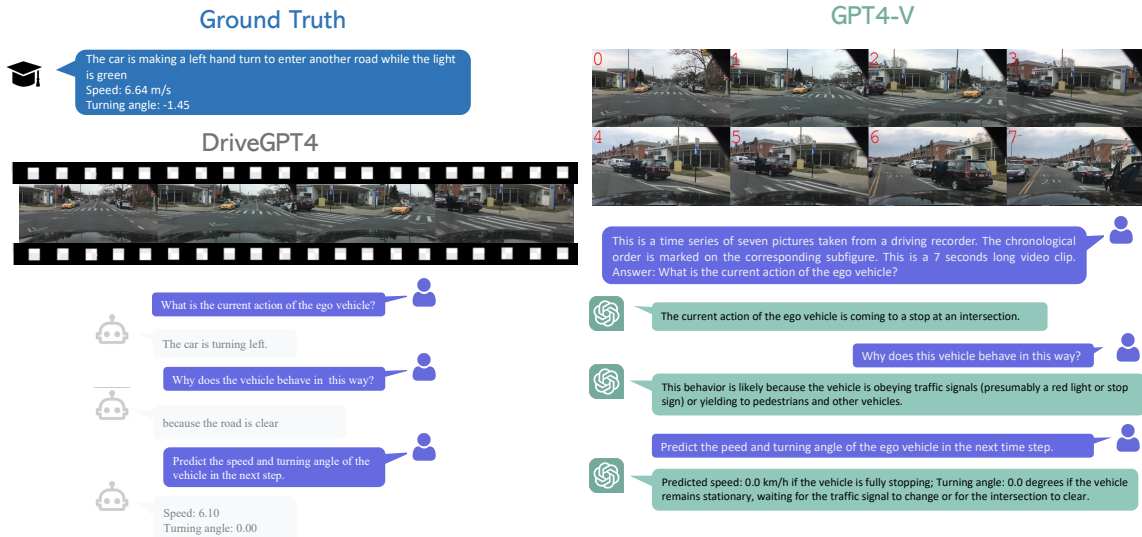 Ground Truth
The car is making a left hand turn to enter another road while the light
is green
Speed: 6.64 m/s
Turning angle: -1.45
DriveGPT4
What is the current action of the ego vehicle?
The car is turning left.
Why does the vehicle behave in this way?
because the road is clear
Predict the speed and turning angle of the
vehicle in the next step.
Speed: 6.10
Turning angle: 0.00
GPT4-V
0 1 2 3
4 5 6 7
This is a time series of seven pictures taken from a driving recorder. The chronological
order is marked on the corresponding subfigure. This is a 7 seconds long video clip.
Answer: What is the current action of the ego vehicle?
The current action of the ego vehicle is coming to a stop at an intersection.
Why does this vehicle behave in this way?
This behavior is likely because the vehicle is obeying traffic signals (presumably a red light or stop
sign) or yielding to pedestrians and other vehicles.
Predict the peed and turning angle of the ego vehicle in the next time step.
Predicted speed: 0.0 km/h if the vehicle is fully stopping; Turning angle: 0.0 degrees if the vehicle
remains stationary, waiting for the traffic signal to change or for the intersection to clear.